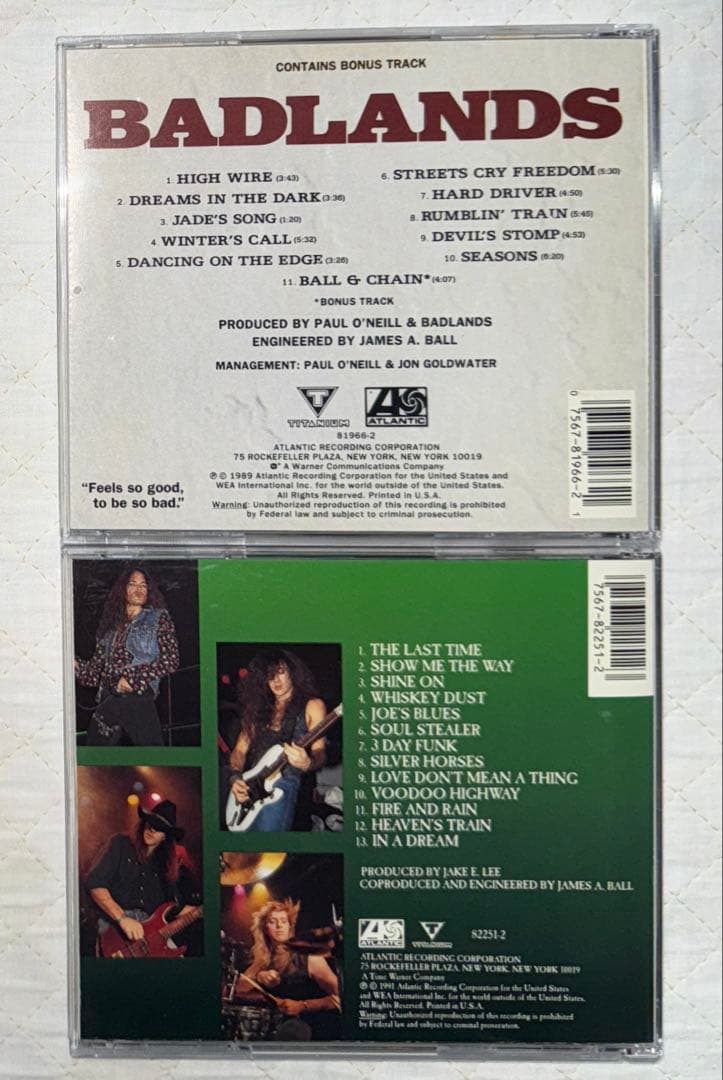 CONTAINS BONUS TRACK
BADLANDS
1. HIGH WIRE (3:43)
2. DREAMS IN THE DARK (3:36)
3. JADE'S SONG (1:20)
4. WINTER'S CALL (5:32)
5. DANCING ON THE EDGE (3:26)
6. STREETS CRY FREEDOM (5:30)
7. HARD DRIVER (4:50)
8. RUMBLIN' TRAIN (5:45)
9. DEVIL'S STOMP (4:53)
10. SEASONS (6:20)
11. BALL & CHAIN* (4:07)
*BONUS TRACK
PRODUCED BY PAUL O'NEILL & BADLANDS
ENGINEERED BY JAMES A. BALL
MANAGEMENT: PAUL O'NEILL & JON GOLDWATER
TITANIUM
ATLANTIC
81966-2
ATLANTIC RECORDING CORPORATION
75 ROCKEFELLER PLAZA, NEW YORK, NEW YORK 10019
A Warner Communications Company
℗ © 1989 Atlantic Recording Corporation for the United States and
WEA International Inc. for the world outside of the United States.
All Rights Reserved. Printed in U.S.A.
Warning: Unauthorized reproduction of this recording is prohibited
by Federal law and subject to criminal prosecution.
"Feels so good,
to be so bad."
0 7567-81966-2 1
7567-82251-2
1. THE LAST TIME
2. SHOW ME THE WAY
3. SHINE ON
4. WHISKEY DUST
5. JOE'S BLUES
6. SOUL STEALER
7. 3 DAY FUNK
8. SILVER HORSES
9. LOVE DON'T MEAN A THING
10. VOODOO HIGHWAY
11. FIRE AND RAIN
12. HEAVEN'S TRAIN
13. IN A DREAM
PRODUCED BY JAKE E. LEE
COPRODUCED AND ENGINEERED BY JAMES A. BALL
ATLANTIC
TITANIUM
82251-2
ATLANTIC RECORDING CORPORATION
75 ROCKEFELLER PLAZA, NEW YORK, NEW YORK 10019
A Time Warner Company
℗ © 1991 Atlantic Recording Corporation for the United States
and WEA International Inc. for the world outside of the United States.
All Rights Reserved. Printed in U.S.A.
Warning: Unauthorized reproduction of this recording is prohibited
by Federal law and subject to criminal prosecution.